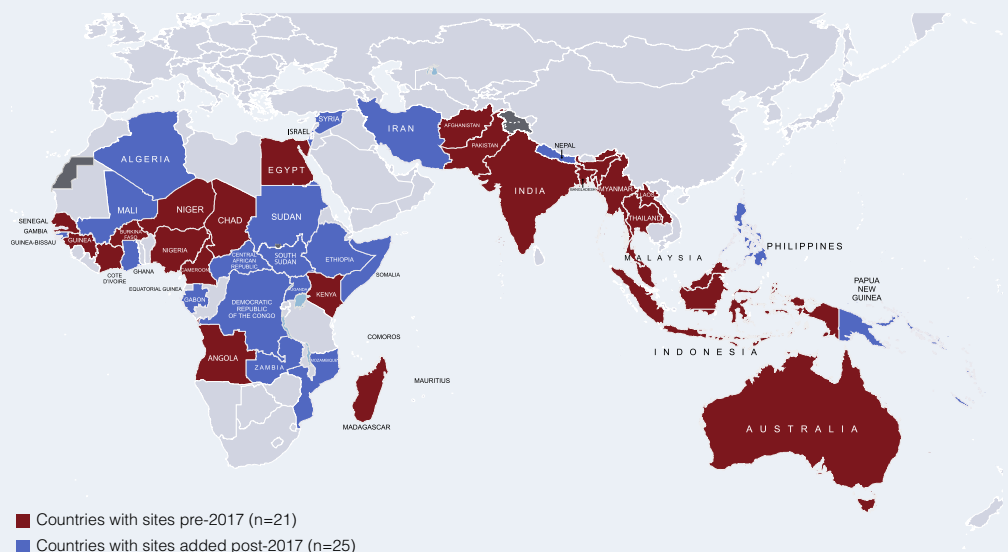 SYRIA
ISRAEL
IRAN
AFGHANISTAN
PAKISTAN
NEPAL
ALGERIA
EGYPT
INDIA
BANGLADESH
MYANMAR
LAOS
THAILAND
MALI
NIGER
CHAD
SUDAN
SENEGAL
GAMBIA
GUINEA-BISSAU
GUINEA
BURKINA
FASO
NIGERIA
COTE
D'IVOIRE
GHANA
CAMEROON
CENTRAL
AFRICAN
REPUBLIC
SOUTH
SUDAN
ETHIOPIA
SOMALIA
EQUATORIAL GUINEA
GABON
UGANDA
KENYA
DEMOCRATIC
REPUBLIC
OF THE CONGO
MALAYSIA
PHILIPPINES
PAPUA
NEW
GUINEA
INDONESIA
COMOROS
ANGOLA
ZAMBIA
MOZAMBIQUE
MAURITIUS
MADAGASCAR
AUSTRALIA
Countries with sites pre-2017 (n=21)
Countries with sites added post-2017 (n=25)